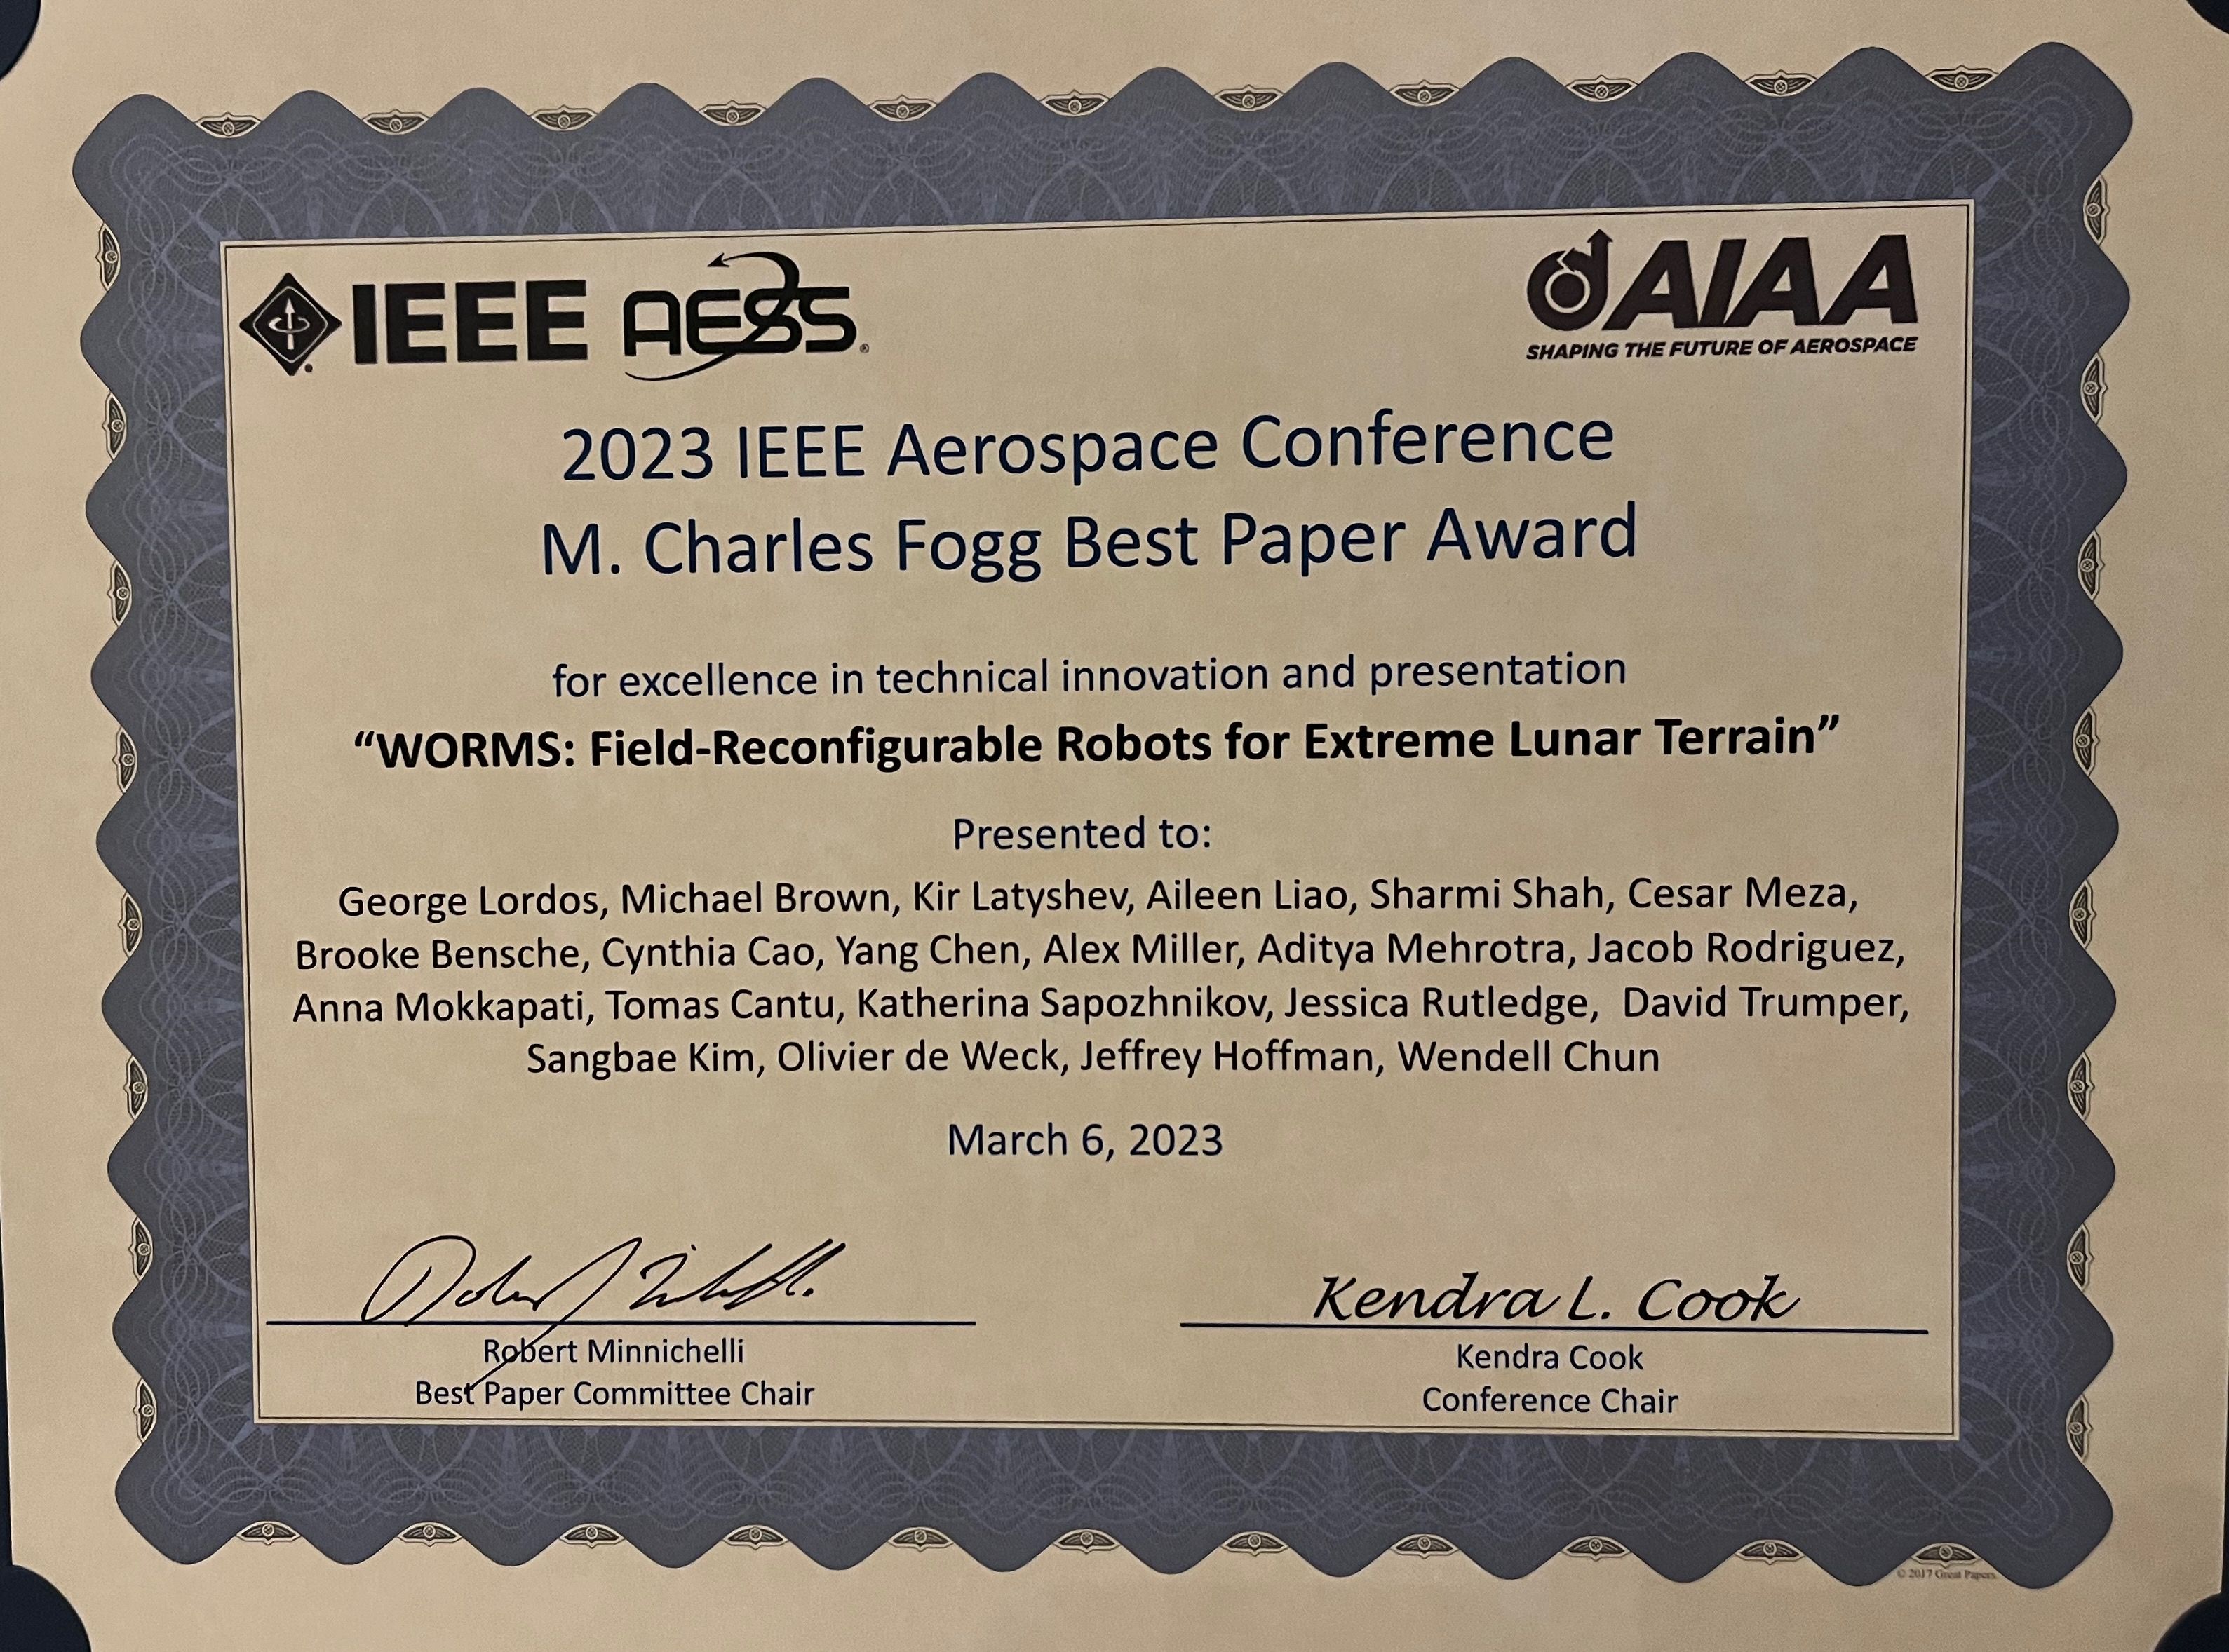 IEEE AESS®
AIAA
SHAPING THE FUTURE OF AEROSPACE
2023 IEEE Aerospace Conference
M. Charles Fogg Best Paper Award
for excellence in technical innovation and presentation
“WORMS: Field-Reconfigurable Robots for Extreme Lunar Terrain”
Presented to:
George Lordos, Michael Brown, Kir Latyshev, Aileen Liao, Sharmi Shah, Cesar Meza,
Brooke Bensche, Cynthia Cao, Yang Chen, Alex Miller, Aditya Mehrotra, Jacob Rodriguez,
Anna Mokkapati, Tomas Cantu, Katherina Sapozhnikov, Jessica Rutledge, David Trumper,
Sangbae Kim, Olivier de Weck, Jeffrey Hoffman, Wendell Chun
March 6, 2023
Kendra L. Cook
Robert Minnichelli
Best Paper Committee Chair
Kendra Cook
Conference Chair
© 2017 Great Papers